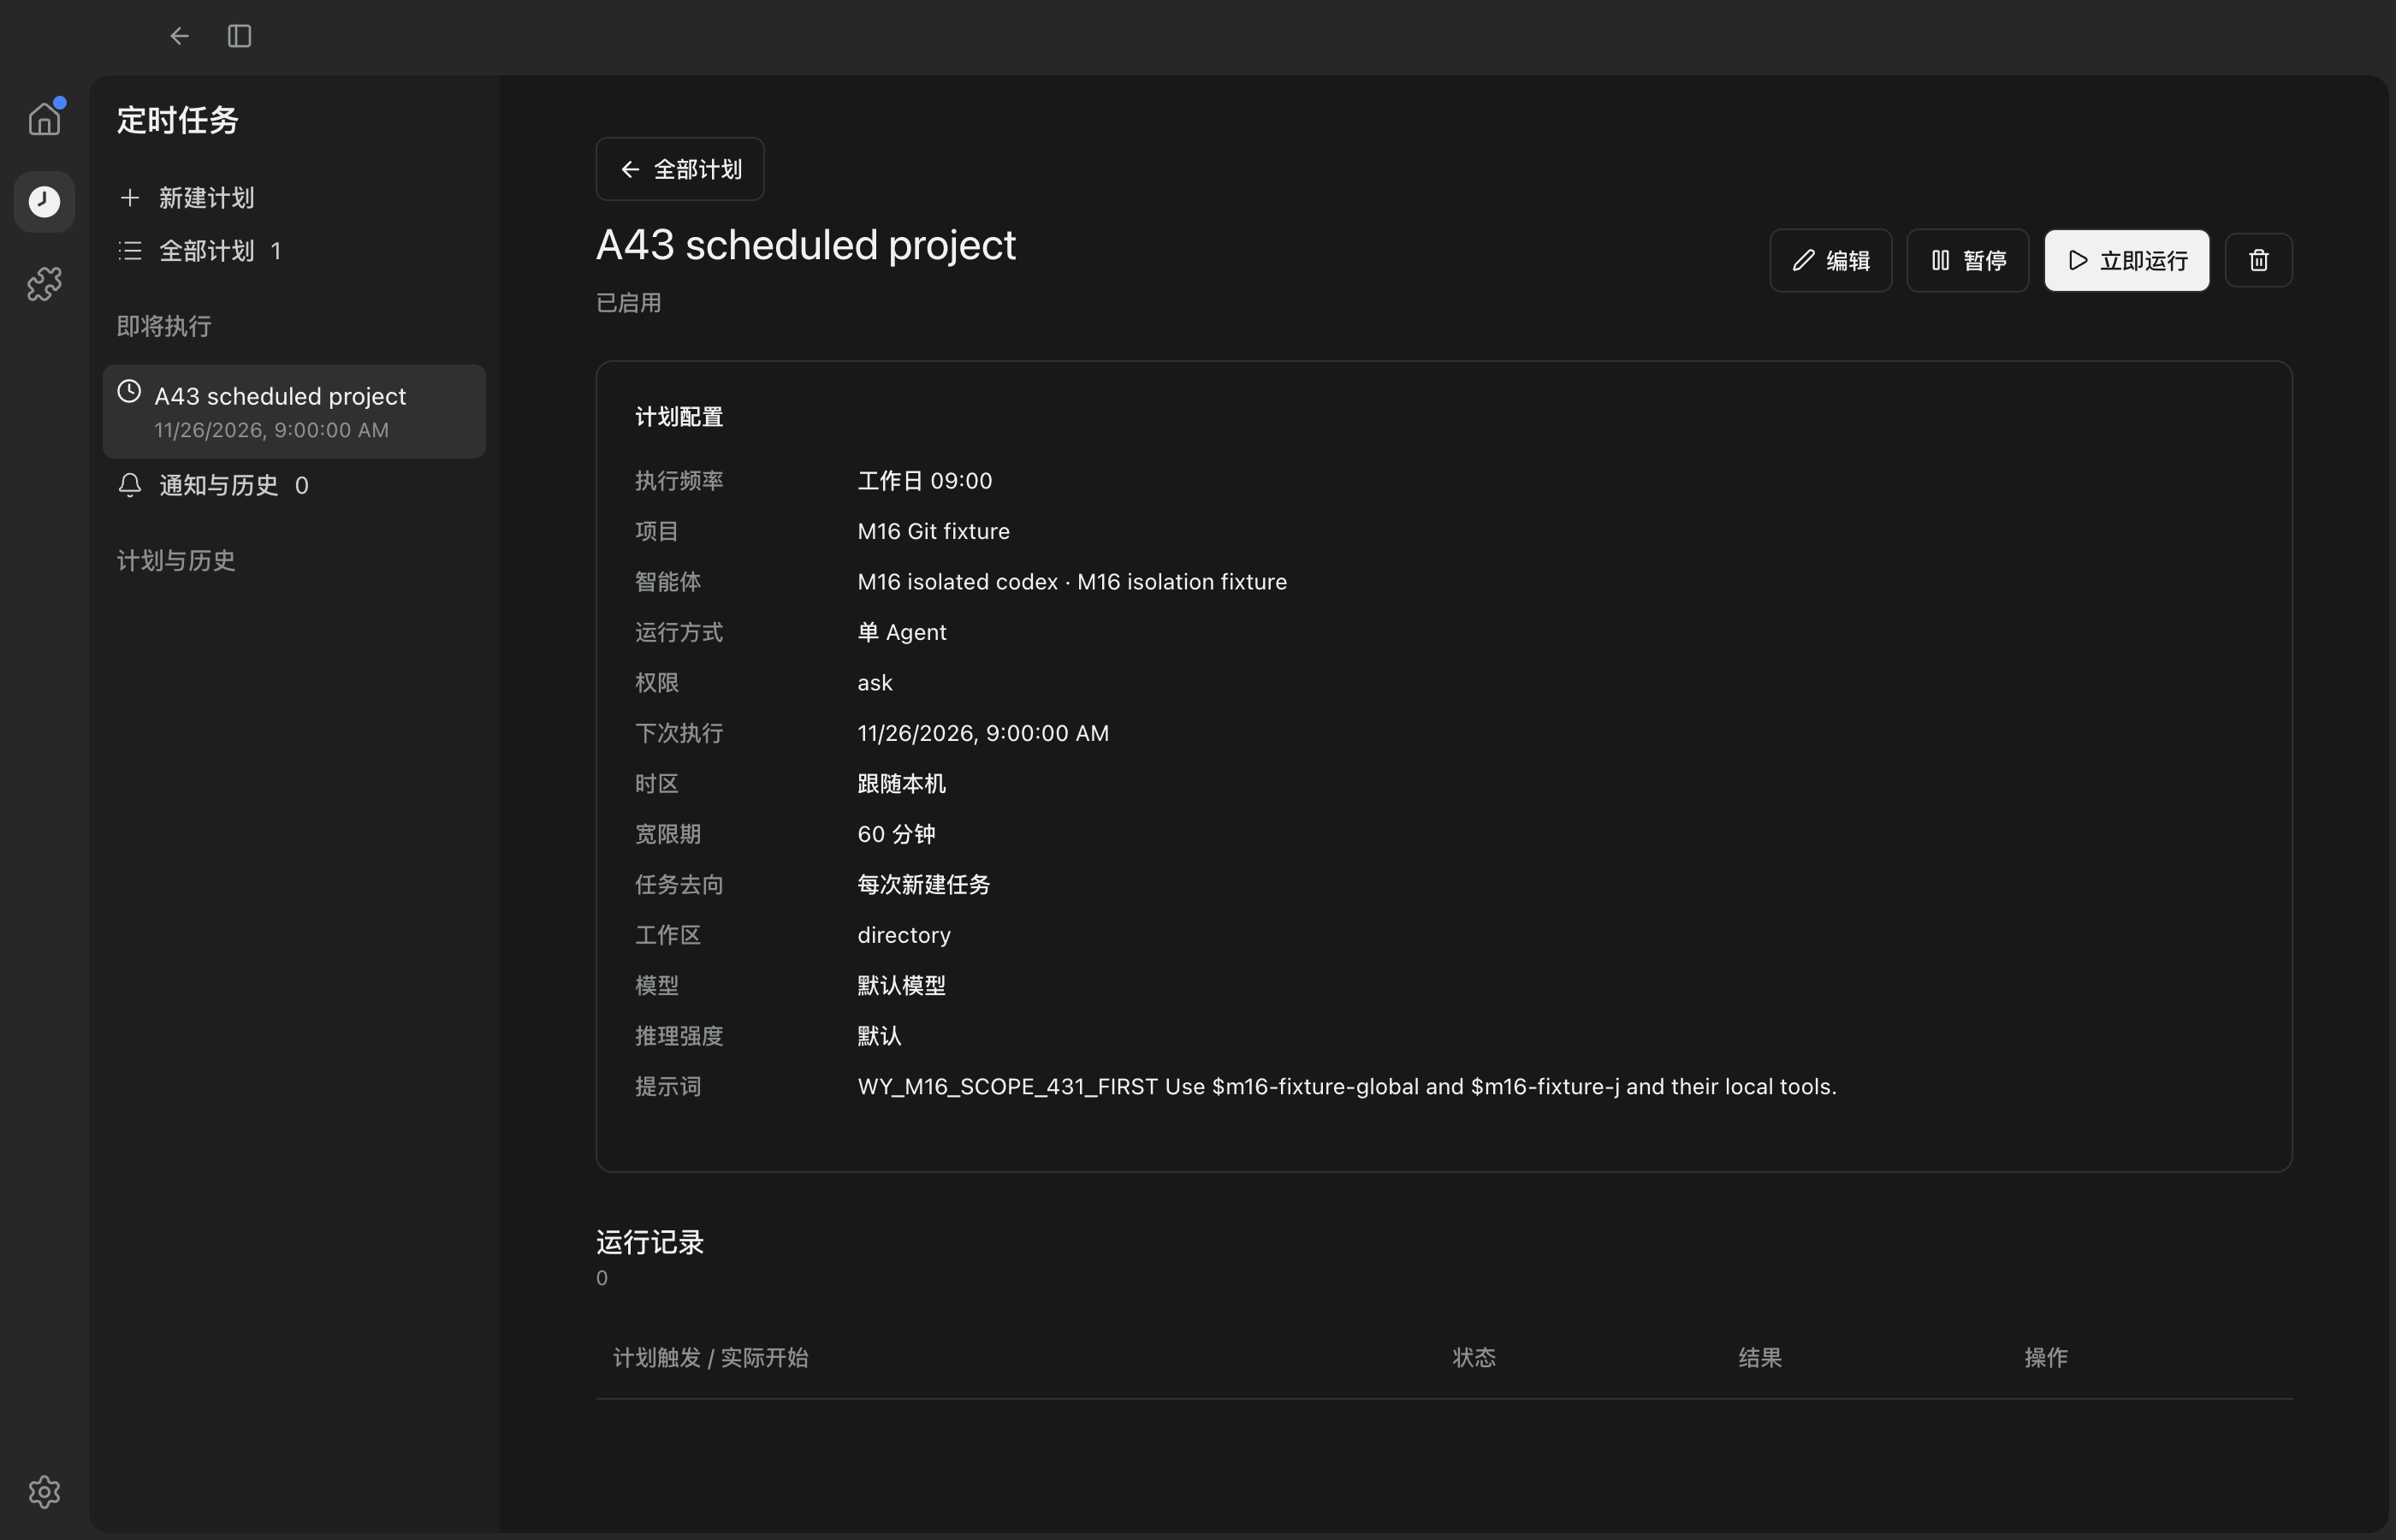 定时任务
新建计划
全部计划 1
即将执行
A43 scheduled project
11/26/2026, 9:00:00 AM
通知与历史 0
计划与历史
全部计划
A43 scheduled project
已启用
编辑
暂停
立即运行
计划配置
执行频率 工作日 09:00
项目 M16 Git fixture
智能体 M16 isolated codex · M16 isolation fixture
运行方式 单 Agent
权限 ask
下次执行 11/26/2026, 9:00:00 AM
时区 跟随本机
宽限期 60 分钟
任务去向 每次新建任务
工作区 directory
模型 默认模型
推理强度 默认
提示词 WY_M16_SCOPE_431_FIRST Use $m16-fixture-global and $m16-fixture-j and their local tools.
运行记录
0
计划触发 / 实际开始 状态 结果 操作